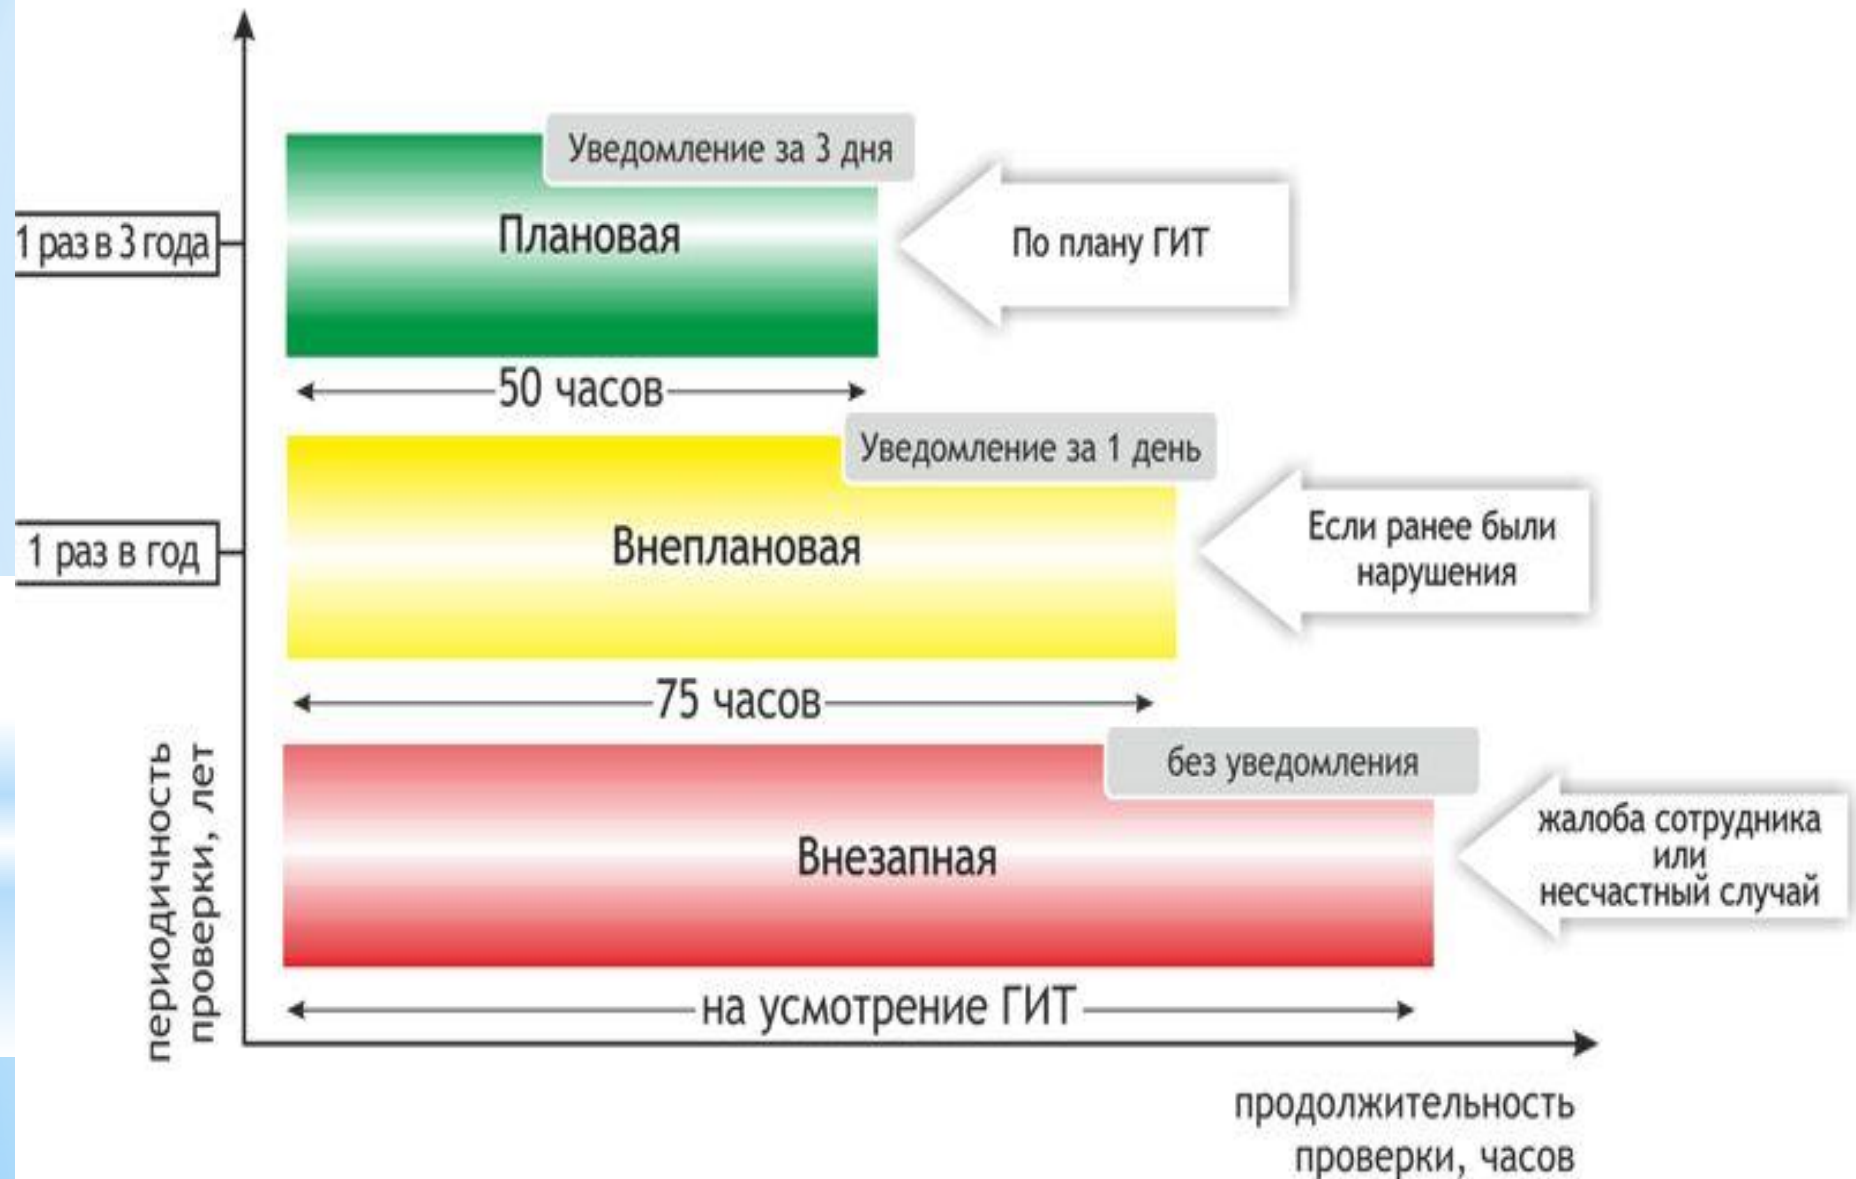 Уведомление за 3 дня
1 раз в 3 года
Плановая
По плану ГИТ
50 часов
Уведомление за 1 день
1 раз в год
Внеплановая
Если ранее были
нарушения
75 часов
без уведомления
Внезапная
жалоба сотрудника
или
несчастный случай
на усмотрение ГИТ
периодичность
проверки, лет
продолжительность
проверки, часов